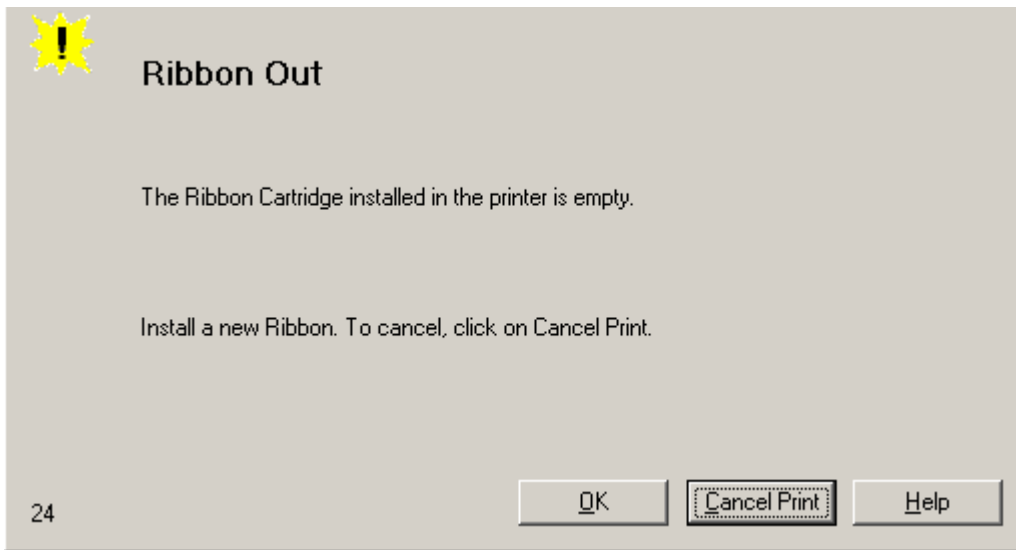 Ribbon Out
The Ribbon Cartridge installed in the printer is empty.
Install a new Ribbon. To cancel, click on Cancel Print.
24
OK
Cancel Print
Help